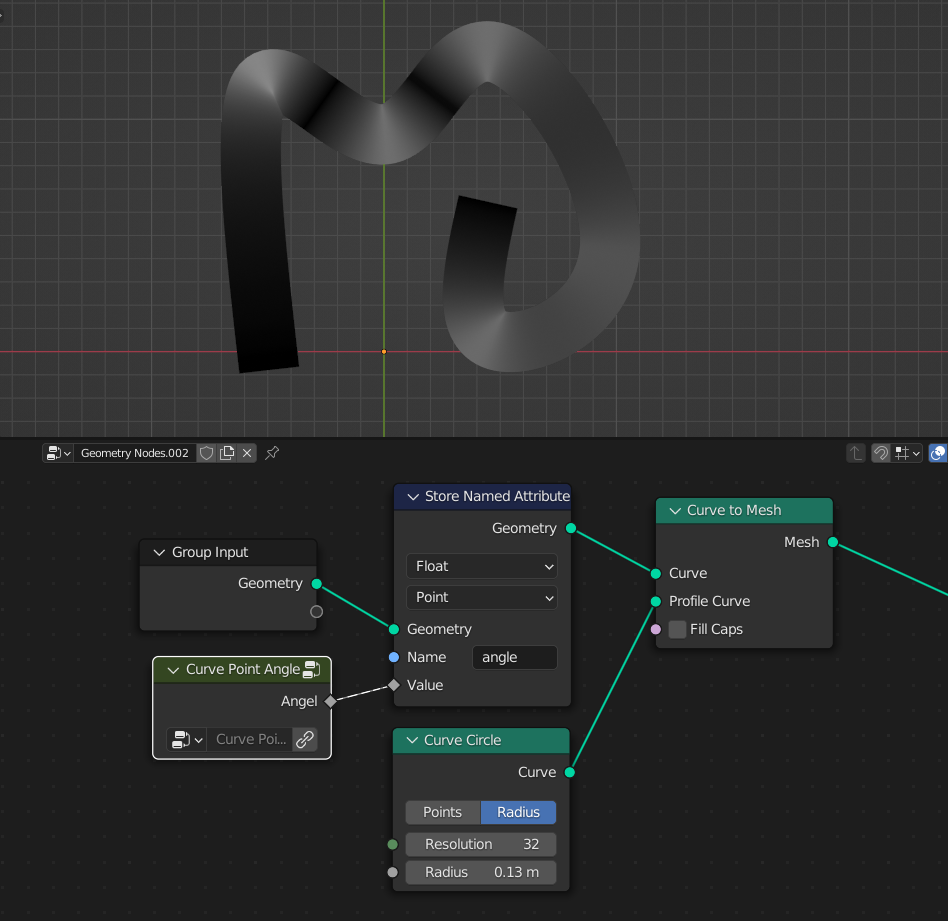 Geometry Nodes.002
Store Named Attribute
Geometry
Float
Point
Geometry
Name angle
Value
Group Input
Geometry
Curve Point Angle
Angel
Curve Poi...
Curve Circle
Curve
Points Radius
Resolution 32
Radius 0.13 m
Curve to Mesh
Mesh
Curve
Profile Curve
Fill Caps